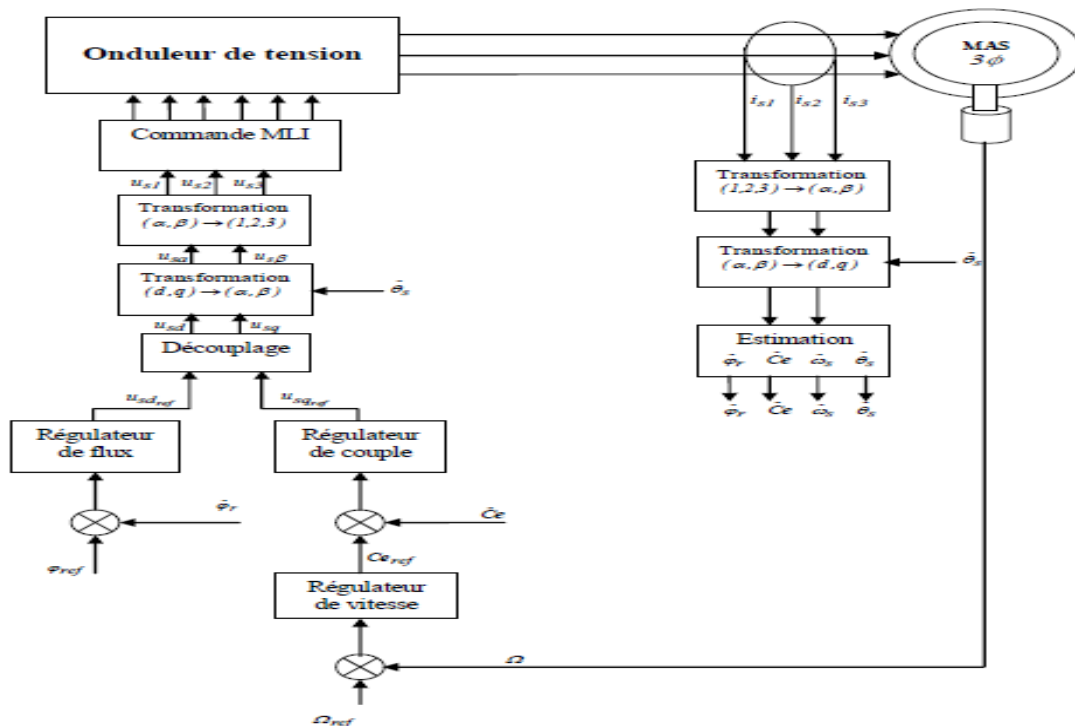 Onduleur de tension
MAS
3ϕ
i_s1 i_s2 i_s3
Commande MLI
u_s1 u_s2 u_s3
Transformation
(α,β)→(1,2,3)
Transformation
(1,2,3)→(α,β)
u_sα u_sβ
Transformation
(d,q)→(α,β)
θ̂_s
Transformation
(α,β)→(d,q)
θ̂_s
u_sd u_sq
Découplage
Estimation
φ̂_r Ĉe ω̂_s θ̂_s
φ̂_r Ĉe ω̂_s θ̂_s
u_sd_ref u_sq_ref
Régulateur
de flux
Régulateur
de couple
φ̂_r
Ĉe
φ_ref
Ce_ref
Régulateur
de vitesse
Ω
Ω_ref